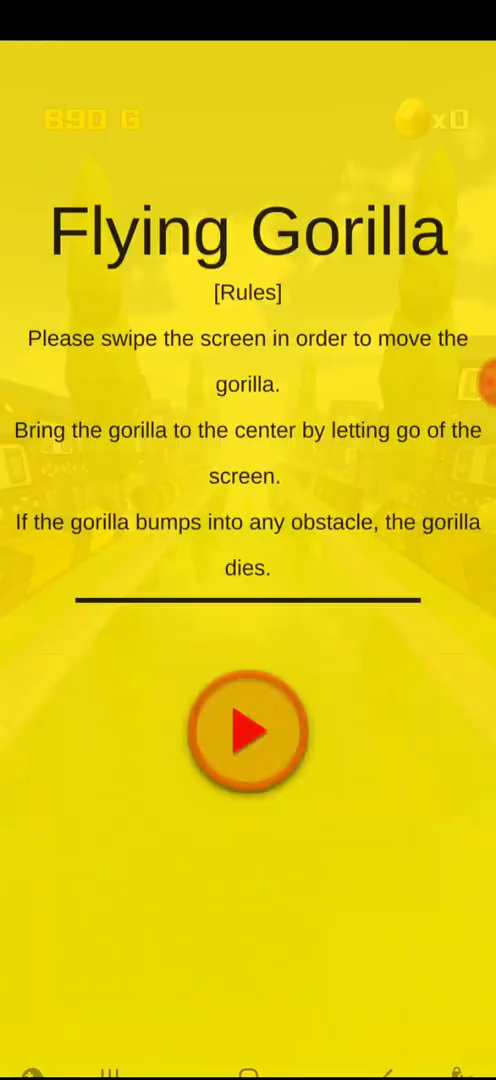 890 G
x0
Flying Gorilla
[Rules]
Please swipe the screen in order to move the
gorilla.
Bring the gorilla to the center by letting go of the
screen.
If the gorilla bumps into any obstacle, the gorilla
dies.